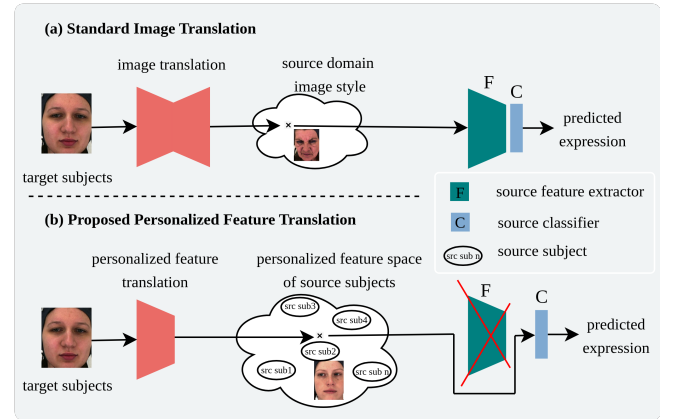 (a) Standard Image Translation
image translation
source domain
image style
F
C
predicted
expression
target subjects
F source feature extractor
C source classifier
src sub n source subject
(b) Proposed Personalized Feature Translation
personalized feature
translation
personalized feature space
of source subjects
src sub3
src sub4
src sub2
src sub1
src sub n
F
C
predicted
expression
target subjects